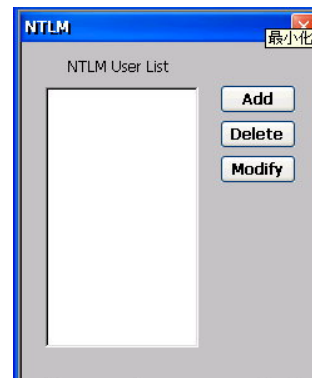 NTLM
最小化
NTLM User List
Add
Delete
Modify